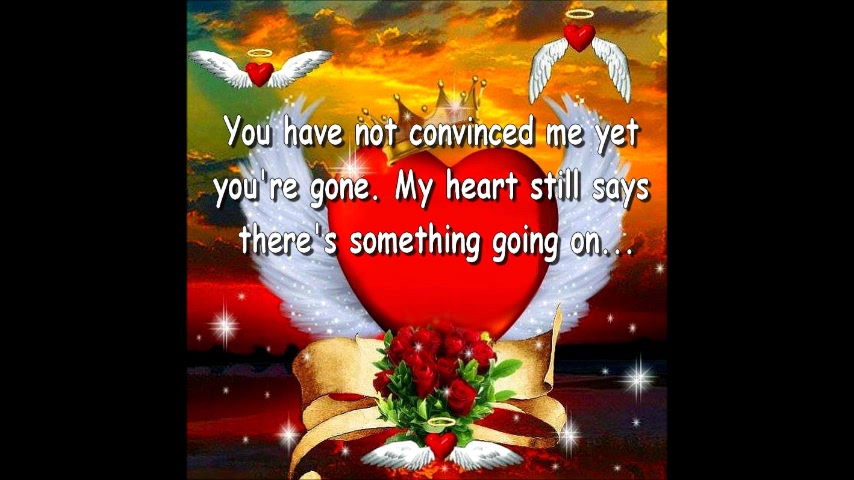 You have not convinced me yet
you're gone. My heart still says
there's something going on...